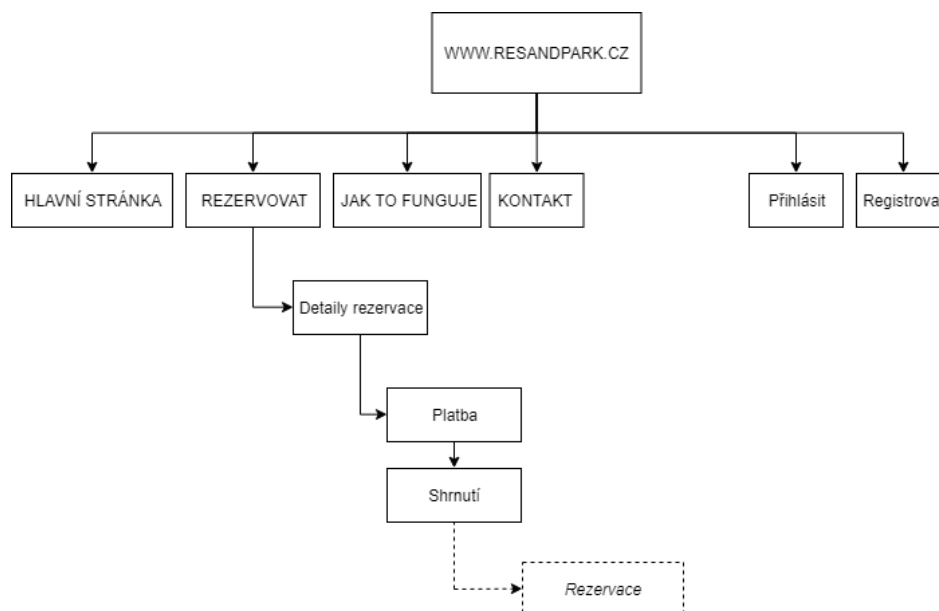 WWW.RESANDPARK.CZ
HLAVNÍ STRÁNKA
REZERVOVAT
JAK TO FUNGUJE
KONTAKT
Přihlásit
Registrova
Detaily rezervace
Platba
Shrnutí
Rezervace